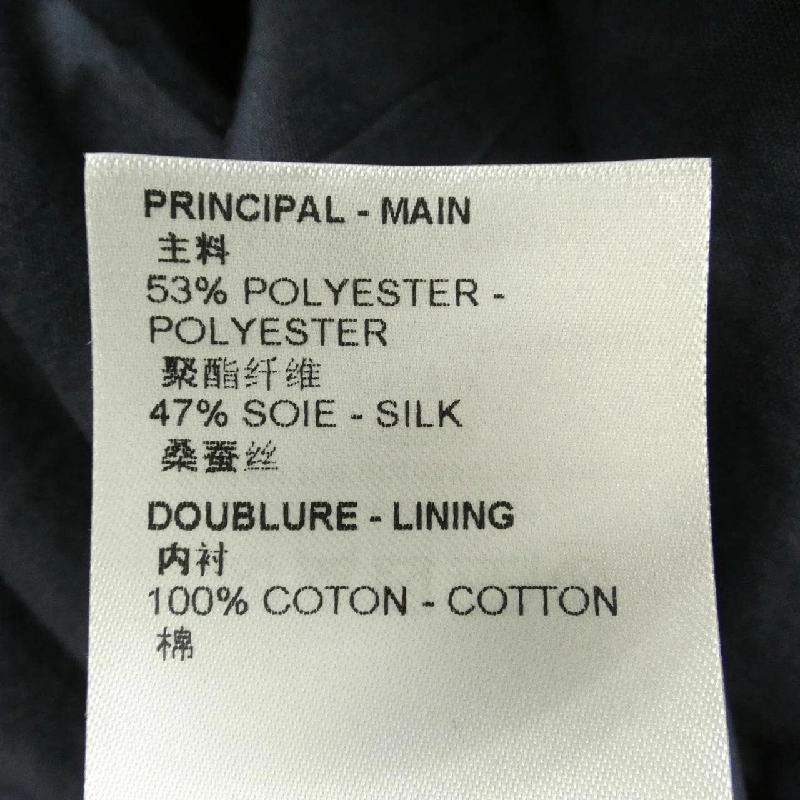 PRINCIPAL - MAIN
主料
53% POLYESTER -
POLYESTER
聚酯纤维
47% SOIE - SILK
桑蚕丝
DOUBLURE - LINING
内衬
100% COTON - COTTON
棉